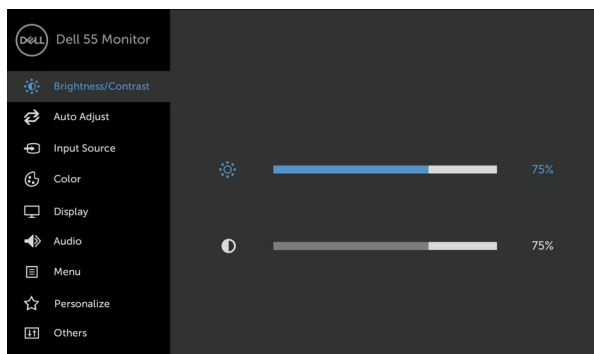 DELL Dell 55 Monitor
Brightness/Contrast
Auto Adjust
Input Source
75%
Color
Display
Audio
75%
Menu
Personalize
Others